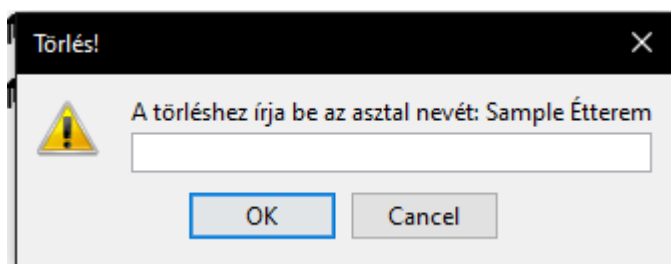 Törlés!
A törléshez írja be az asztal nevét: Sample Étterem
OK
Cancel